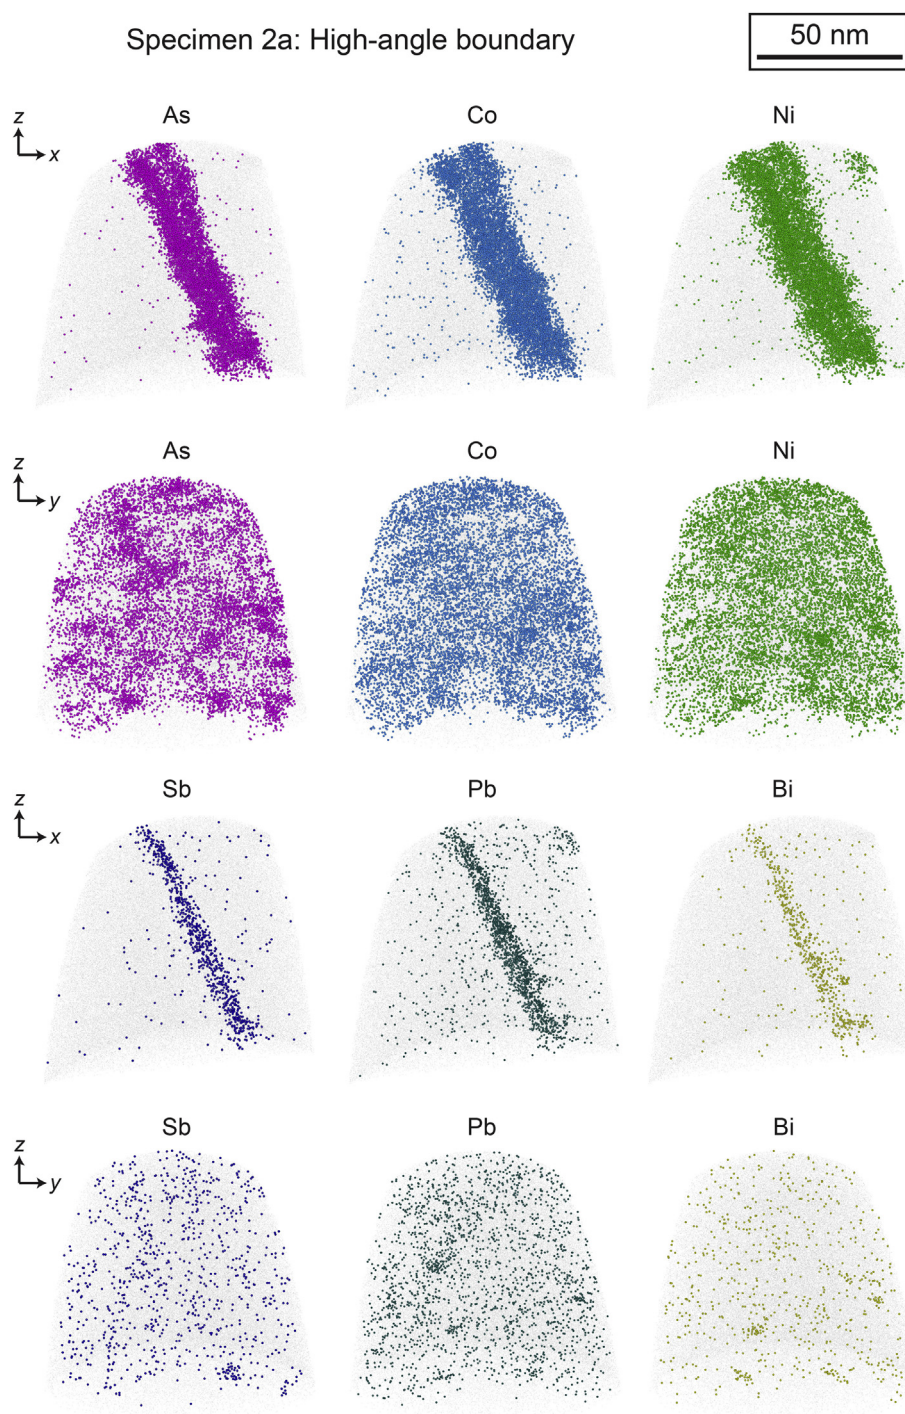 Specimen 2a: High-angle boundary
50 nm
As Co Ni
z
x
As Co Ni
z
y
Sb Pb Bi
z
x
Sb Pb Bi
z
y